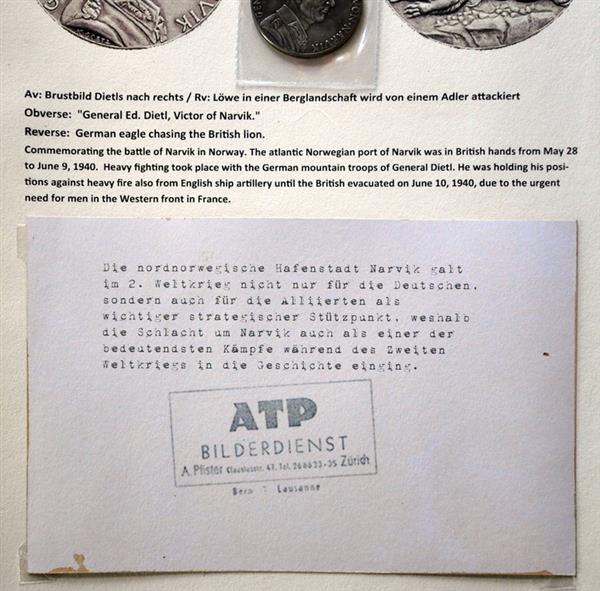 NARVIK
Av: Brustbild Dietls nach rechts / Rv: Löwe in einer Berglandschaft wird von einem Adler attackiert
Obverse: "General Ed. Dietl, Victor of Narvik."
Reverse: German eagle chasing the British lion.
Commemorating the battle of Narvik in Norway. The atlantic Norwegian port of Narvik was in British hands from May 28
to June 9, 1940. Heavy fighting took place with the German mountain troops of General Dietl. He was holding his posi-
tions against heavy fire also from English ship artillery until the British evacuated on June 10, 1940, due to the urgent
need for men in the Western front in France.
Die nordnorwegische Hafenstadt Narvik galt
im 2. Weltkrieg nicht nur für die Deutschen,
sondern auch für die Alliierten als
wichtiger strategischer Stützpunkt, weshalb
die Schlacht um Narvik auch als einer der
bedeutendsten Kämpfe während des Zweiten
Weltkriegs in die Geschichte einging.
ATP
BILDERDIENST
A. Pfister 47, Tel. 266633-35 Zürich
Bern Lausanne